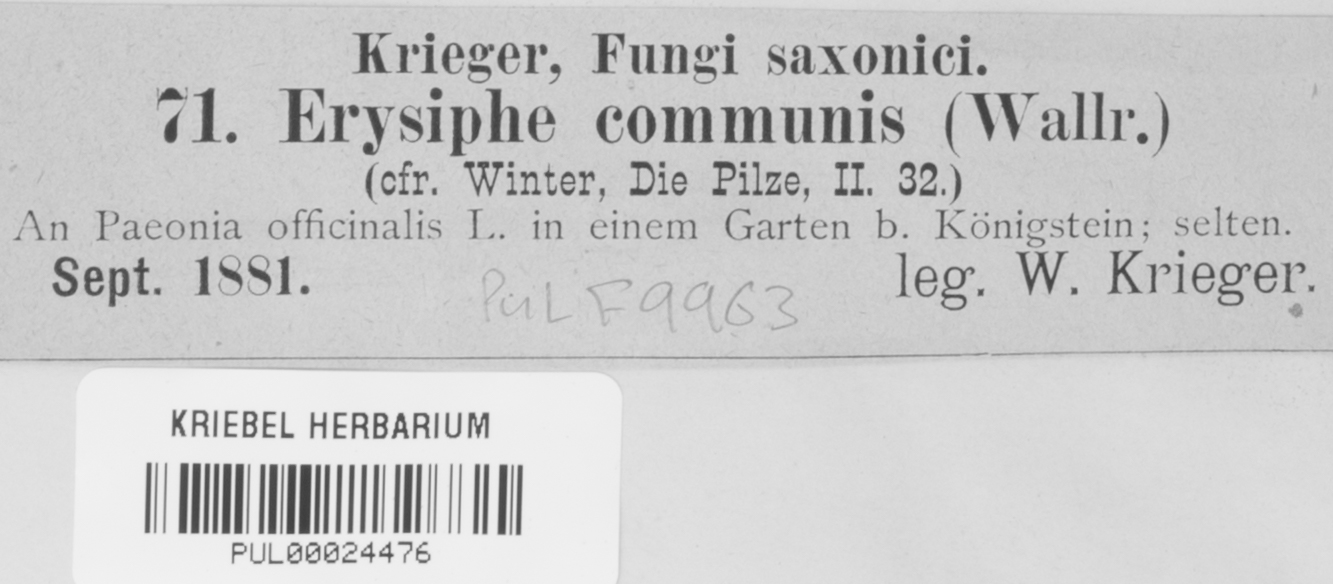 Krieger, Fungi saxonici.
71. Erysiphe communis (Wallr.)
(cfr. Winter, Die Pilze, II. 32.)
An Paeonia officinalis L. in einem Garten b. Königstein; selten.
Sept. 1881.
leg. W. Krieger.
PUL F9963
KRIEBEL HERBARIUM
PUL00024476